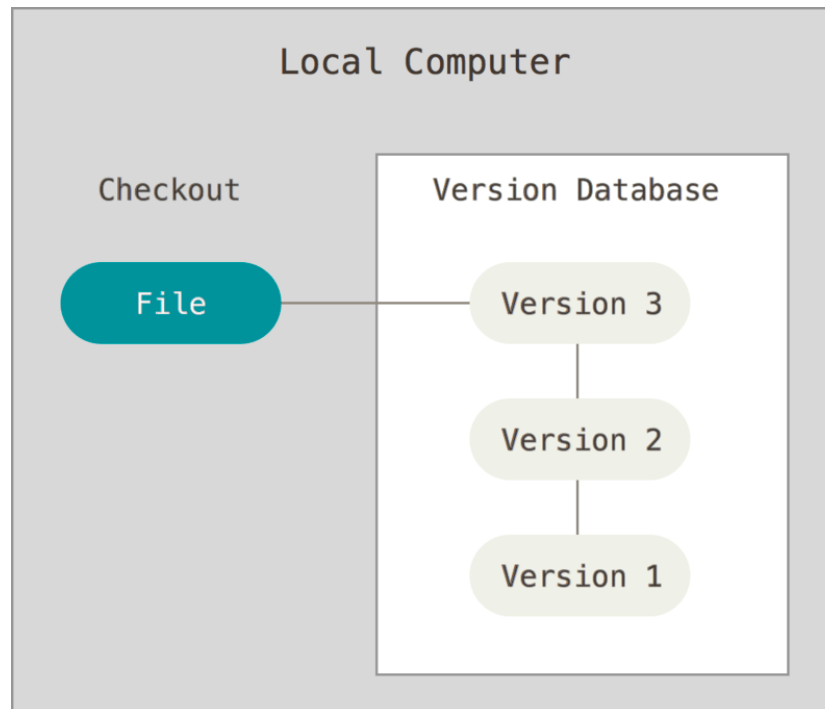 Local Computer
Checkout
Version Database
File
Version 3
Version 2
Version 1